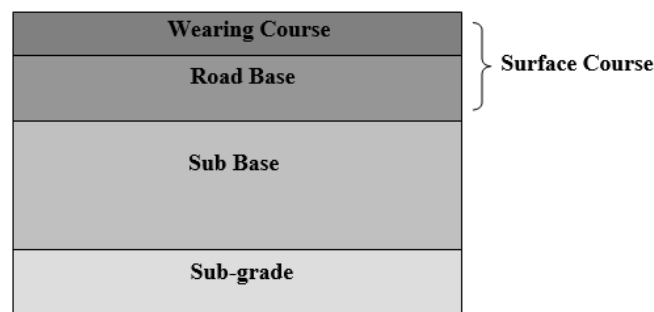 Wearing Course
Surface Course
Road Base
Sub Base
Sub-grade